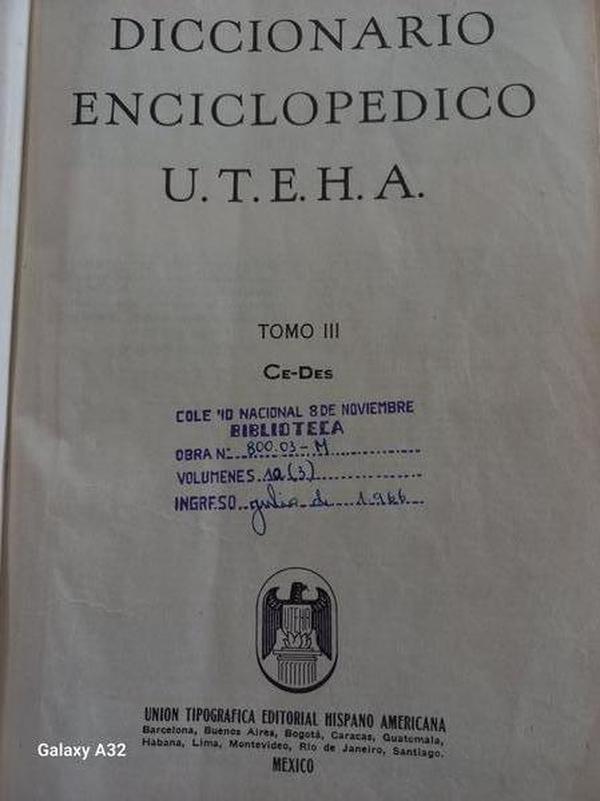 DICCIONARIO
ENCICLOPEDICO
U.T.E.H.A.
TOMO III
CE-DES
COLE IO NACIONAL 8 DE NOVIEMBRE
BIBLIOTECA
OBRA N: 800.03-M
VOLUMENES 10 (3)
INGRESO julio de 1.966
UTEHA
UNION TIPOGRAFICA EDITORIAL HISPANO AMERICANA
Barcelona, Buenos Aires, Bogotá, Caracas, Guatemala,
Habana, Lima, Montevideo, Río de Janeiro, Santiago.
MEXICO
Galaxy A32